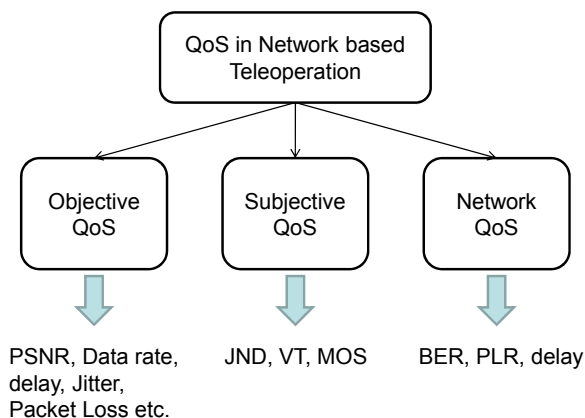 QoS in Network based
Teleoperation
Objective
QoS
Subjective
QoS
Network
QoS
PSNR, Data rate,
delay, Jitter,
Packet Loss etc.
JND, VT, MOS
BER, PLR, delay